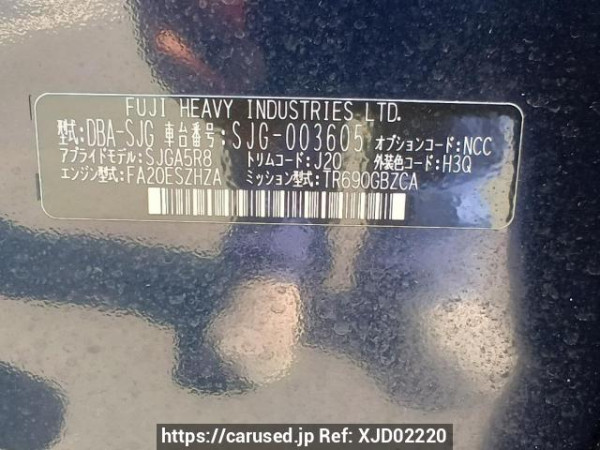 FUJI HEAVY INDUSTRIES LTD.
型式:DBA-SJG 車台番号:SJG-003605 オプションコード:NCC
アプライドモデル:SJGA5R8 トリムコード:J20 外装色コード:H3Q
エンジン型式:FA20ESZHZA ミッション型式:TR690GBZCA
https://carused.jp Ref: XJD02220